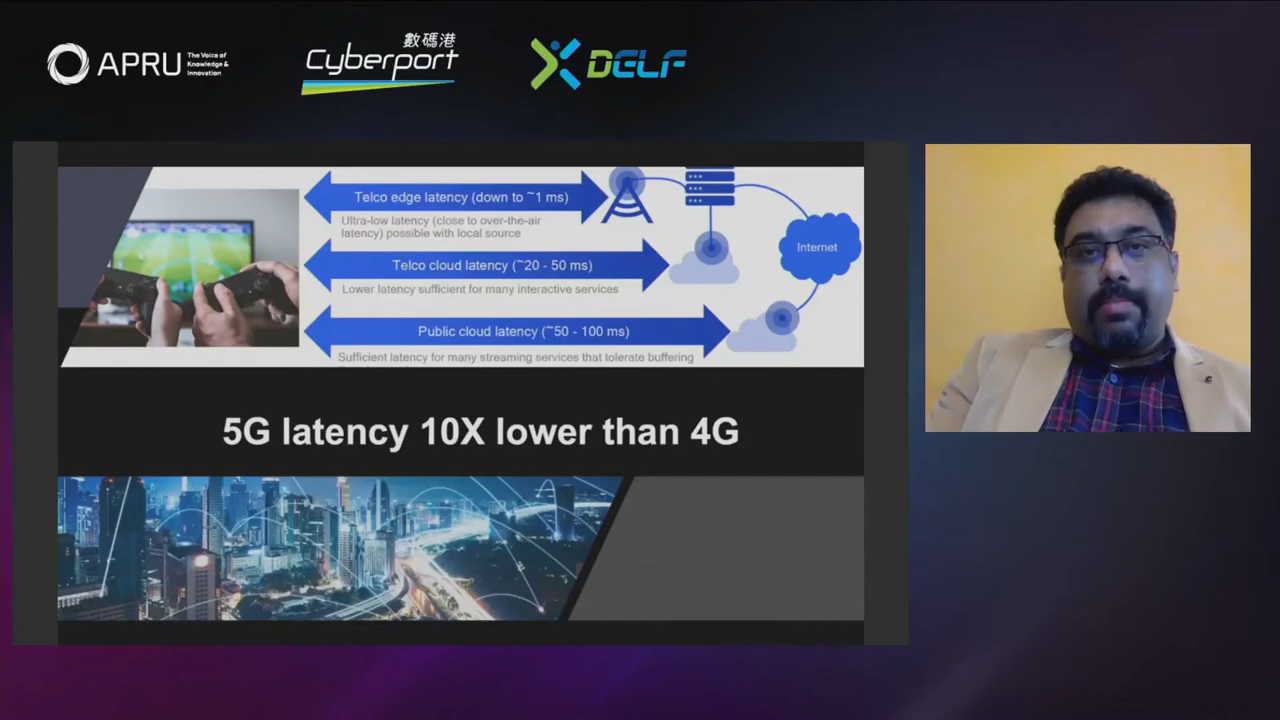 APRU
The Voice of
Knowledge &
Innovation
數碼港
Cyberport
DELF
Telco edge latency (down to ~1 ms)
Ultra-low latency (close to over-the-air
latency) possible with local source
Telco cloud latency (~20 - 50 ms)
Lower latency sufficient for many interactive services
Public cloud latency (~50 - 100 ms)
Sufficient latency for many streaming services that tolerate buffering
Internet
5G latency 10X lower than 4G